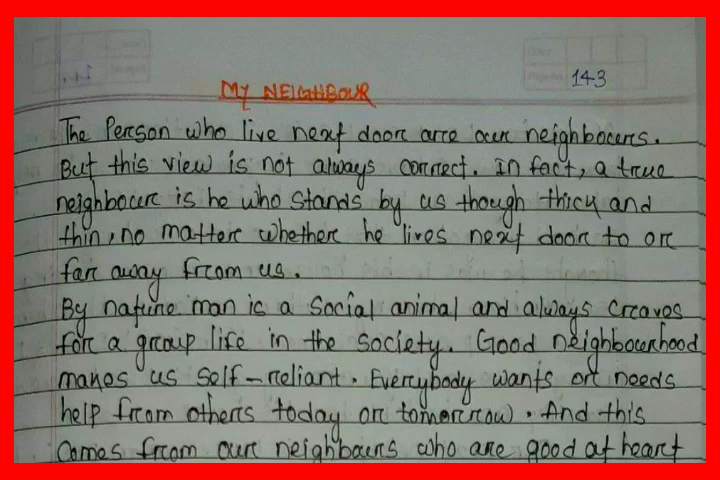 143
MY NEIGHBOUR
The Person who live next door are our neighbours.
But this view is not always correct. In fact, a true
neighbour is he who stands by us though thick and
thin, no matter whether he lives next door to or
far away from us.
By nature man is a Social animal and always Craves
for a group life in the society. Good neighbourhood
makes us Self-reliant. Everybody wants or needs
help from others today or tomorrow. And this
Comes from our neighbours who are good at heart